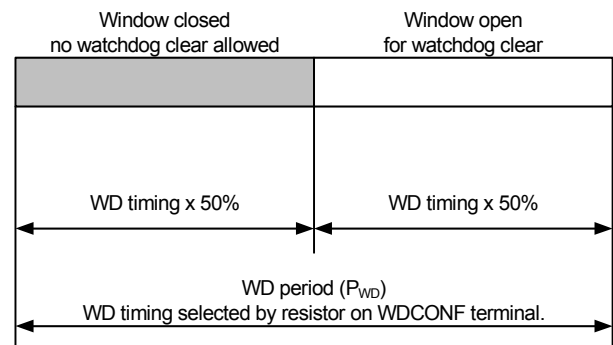 Window closed
no watchdog clear allowed
Window open
for watchdog clear
WD timing x 50%
WD timing x 50%
WD period (PWD)
WD timing selected by resistor on WDCONF terminal.